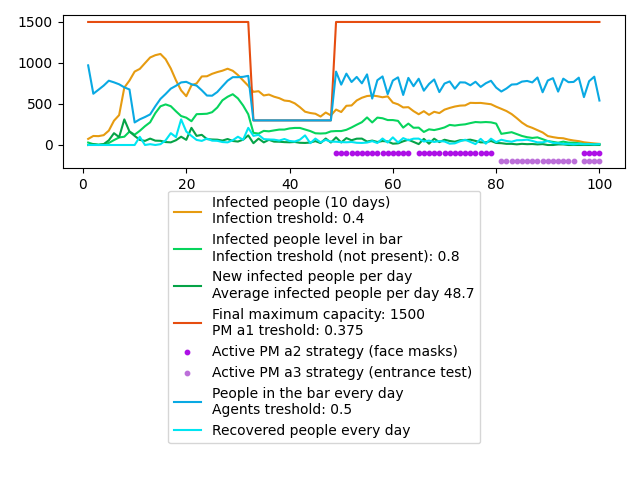 1500
1000
500
0
0
20
40
60
80
100
Infected people (10 days)
Infection treshold: 0.4
Infected people level in bar
Infection treshold (not present): 0.8
New infected people per day
Average infected people per day 48.7
Final maximum capacity: 1500
PM a1 treshold: 0.375
Active PM a2 strategy (face masks)
Active PM a3 strategy (entrance test)
People in the bar every day
Agents treshold: 0.5
Recovered people every day